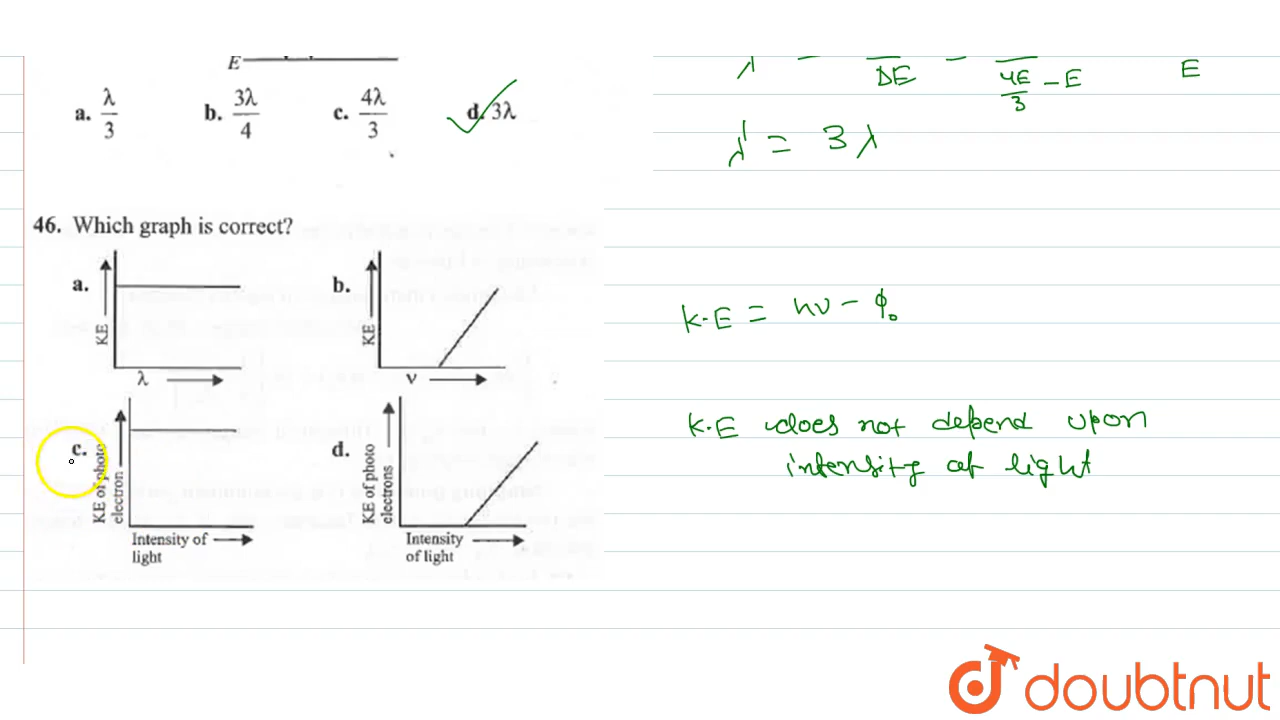 E
a. λ/3 b. 3λ/4 c. 4λ/3 d. 3λ
46. Which graph is correct?
a. KE λ
b. KE ν
c. KE of photo electron
Intensity of
light
d. KE of photo electrons
Intensity
of light
λ = ΔE = 4E/3 - E E
λ' = 3λ
K.E = hν - ϕ₀
K.E does not depend upon
intensity of light
doubtnut